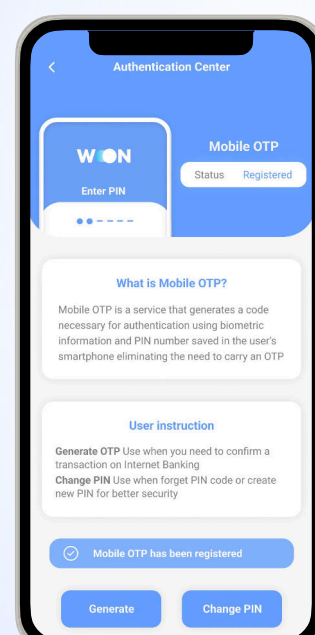 Authentication Center
WON
Enter PIN
Mobile OTP
Status Registered
What is Mobile OTP?
Mobile OTP is a service that generates a code
necessary for authentication using biometric
information and PIN number saved in the user's
smartphone eliminating the need to carry an OTP
User instruction
Generate OTP Use when you need to confirm a
transaction on Internet Banking
Change PIN Use when forget PIN code or create
new PIN for better security
Mobile OTP has been registered
Generate
Change PIN